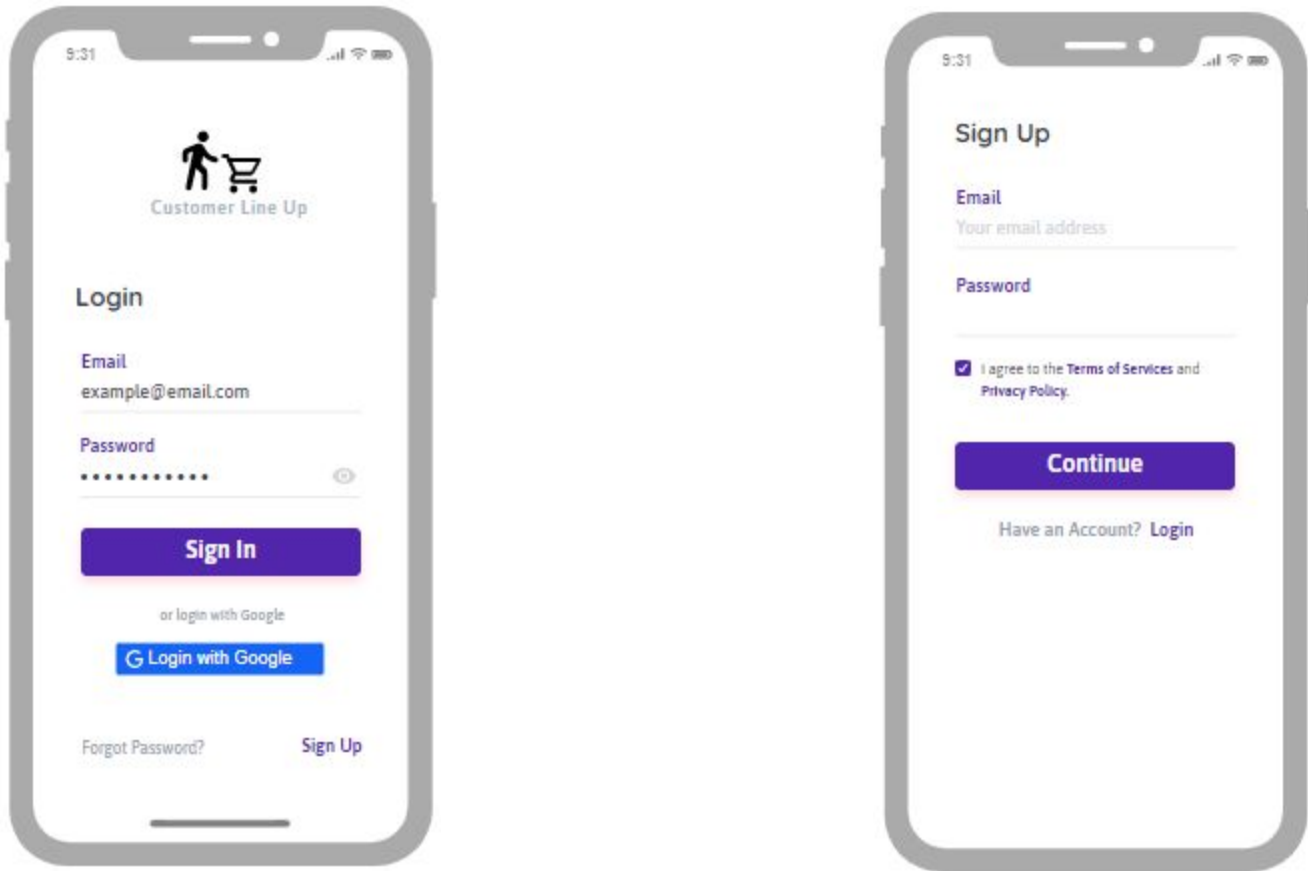 9:31
Customer Line Up
Login
Email
example@email.com
Password
•••••••••••
Sign In
or login with Google
G Login with Google
Forgot Password?
Sign Up
9:31
Sign Up
Email
Your email address
Password
I agree to the Terms of Services and
Privacy Policy.
Continue
Have an Account? Login